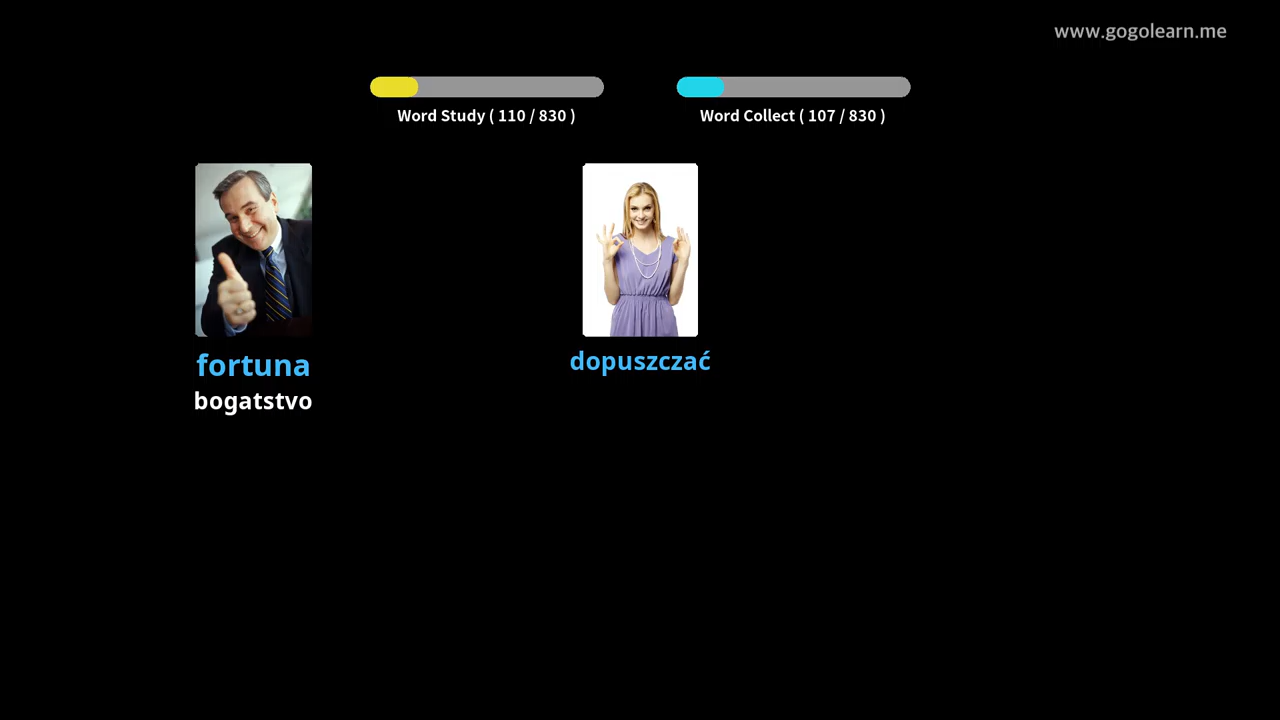 www.gogolearn.me
Word Study ( 110 / 830 )
Word Collect ( 107 / 830 )
fortuna
bogatstvo
dopuszczać